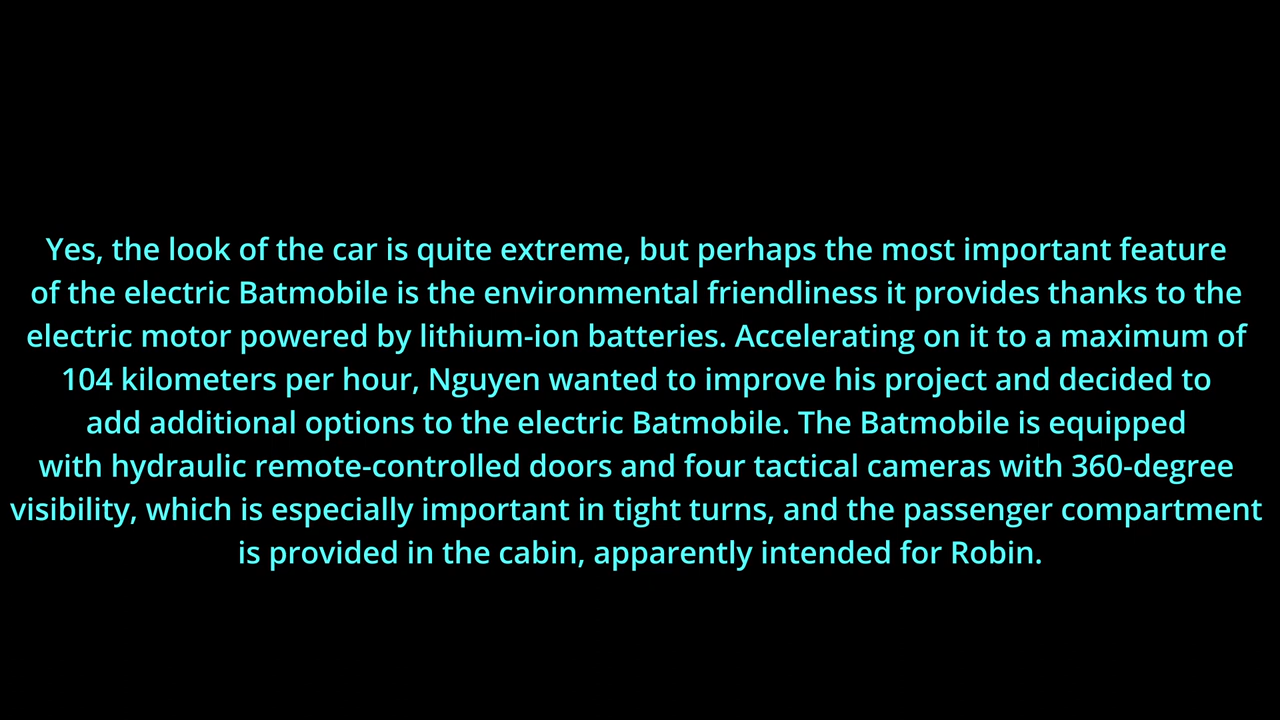 Yes, the look of the car is quite extreme, but perhaps the most important feature
of the electric Batmobile is the environmental friendliness it provides thanks to the
electric motor powered by lithium-ion batteries. Accelerating on it to a maximum of
104 kilometers per hour, Nguyen wanted to improve his project and decided to
add additional options to the electric Batmobile. The Batmobile is equipped
with hydraulic remote-controlled doors and four tactical cameras with 360-degree
visibility, which is especially important in tight turns, and the passenger compartment
is provided in the cabin, apparently intended for Robin.